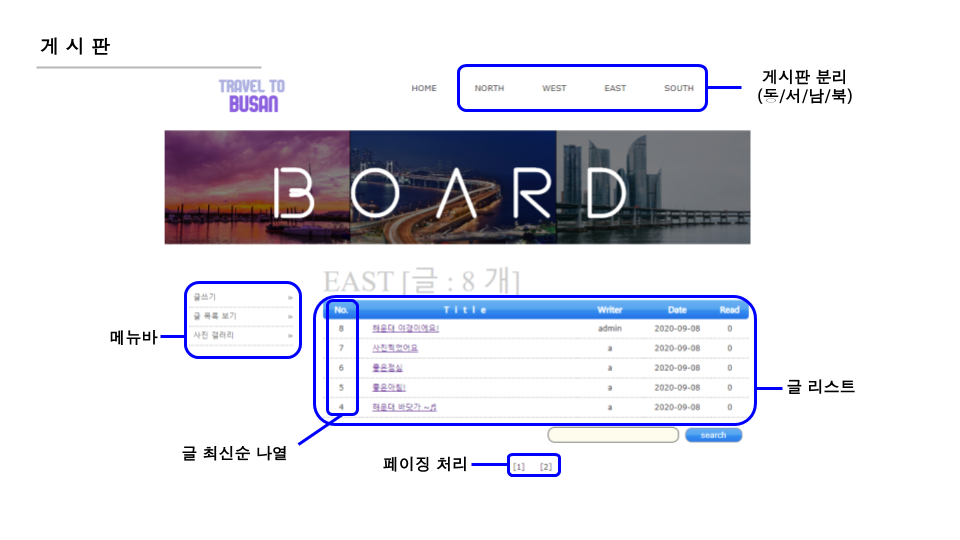 게 시 판
TRAVEL TO
BUSAN
HOME NORTH WEST EAST SOUTH
게시판 분리
(동/서/남/북)
BOARD
EAST [글 : 8 개]
글쓰기 »
글 목록 보기 »
사진 갤러리 »
메뉴바
No. Title Writer Date Read
8 해운대 야경이에요! admin 2020-09-08 0
7 사진찍었어요 a 2020-09-08 0
6 좋은점심 a 2020-09-08 0
5 좋은아침! a 2020-09-08 0
4 해운대 바닷가 ~♬ a 2020-09-08 0
글 리스트
search
글 최신순 나열
페이징 처리
[1] [2]